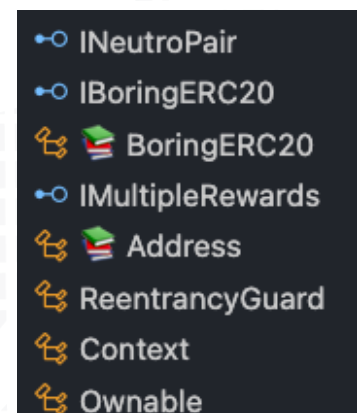 INeutroPair
IBoringERC20
BoringERC20
IMultipleRewards
Address
ReentrancyGuard
Context
Ownable